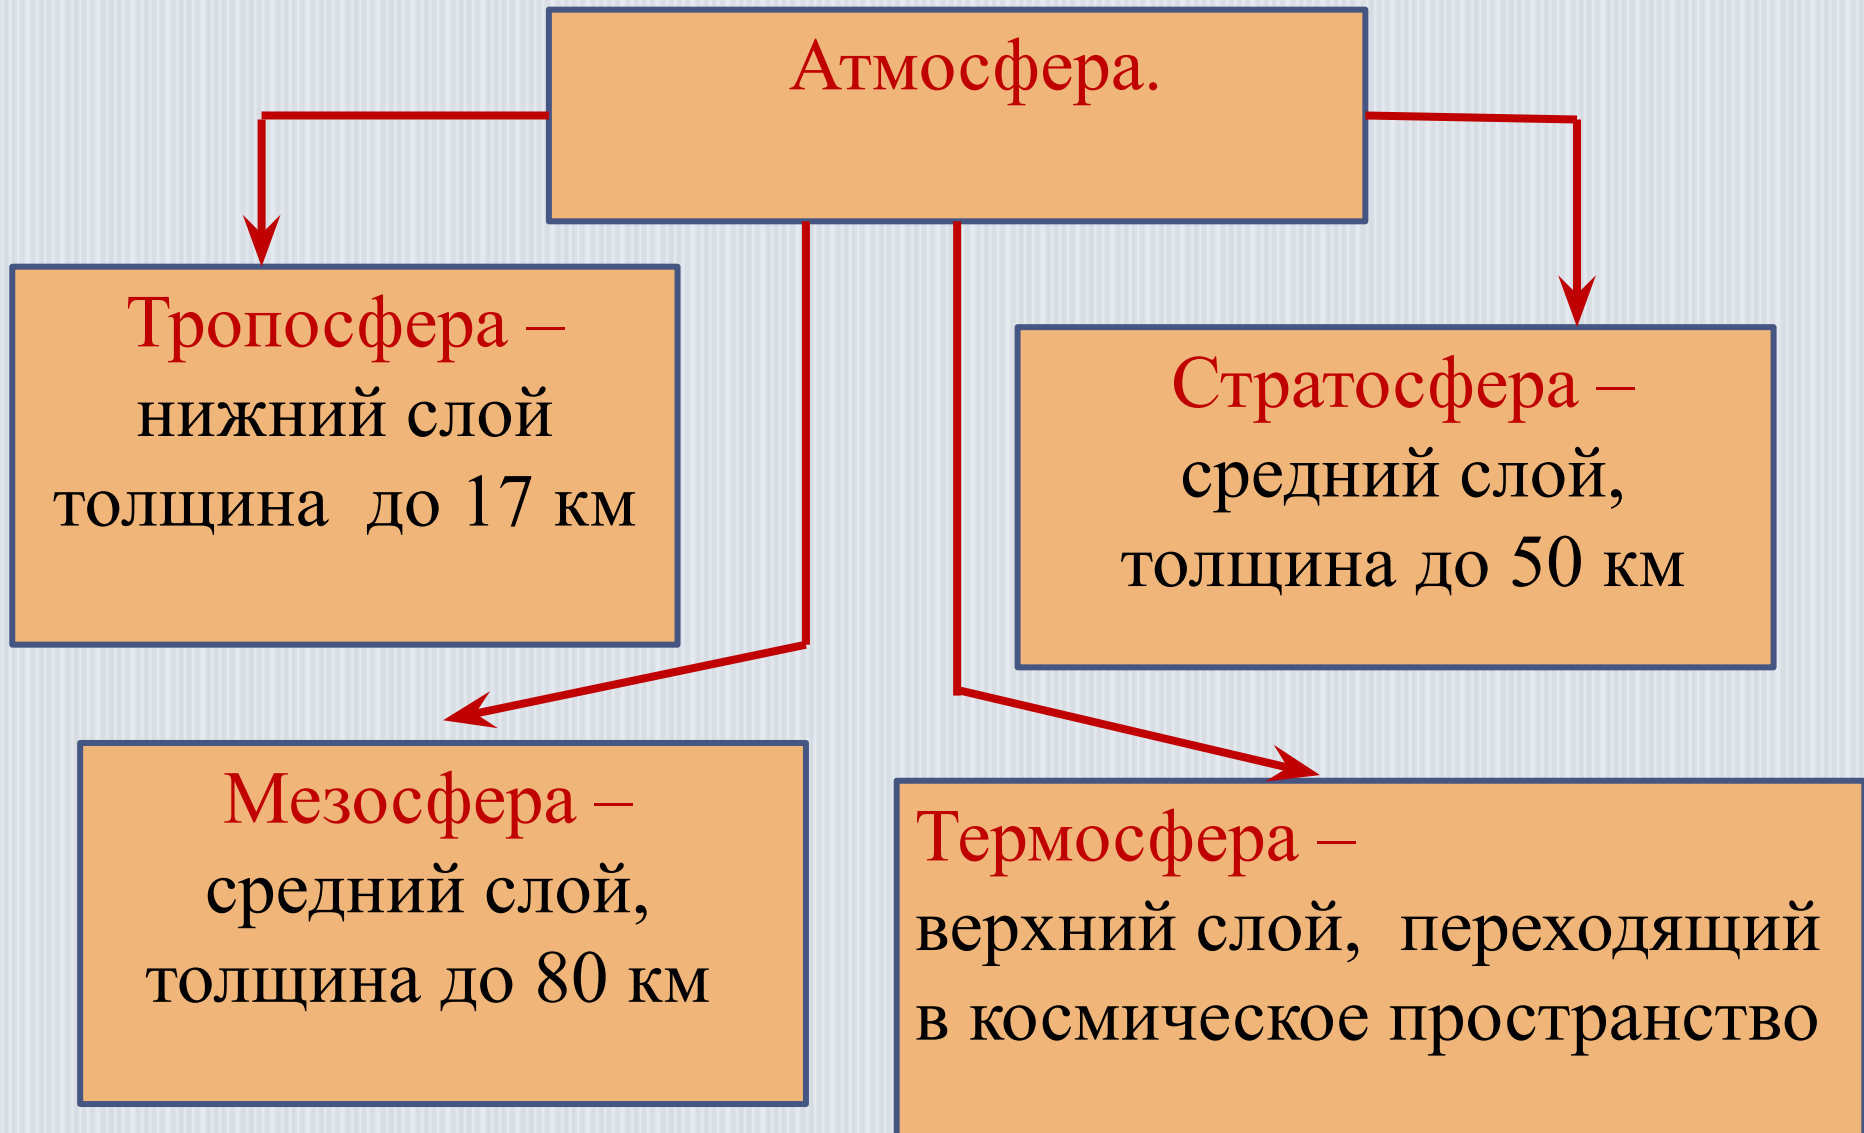 Атмосфера.
Тропосфера –
нижний слой
толщина до 17 км
Стратосфера –
средний слой,
толщина до 50 км
Мезосфера –
средний слой,
толщина до 80 км
Термосфера –
верхний слой, переходящий
в космическое пространство